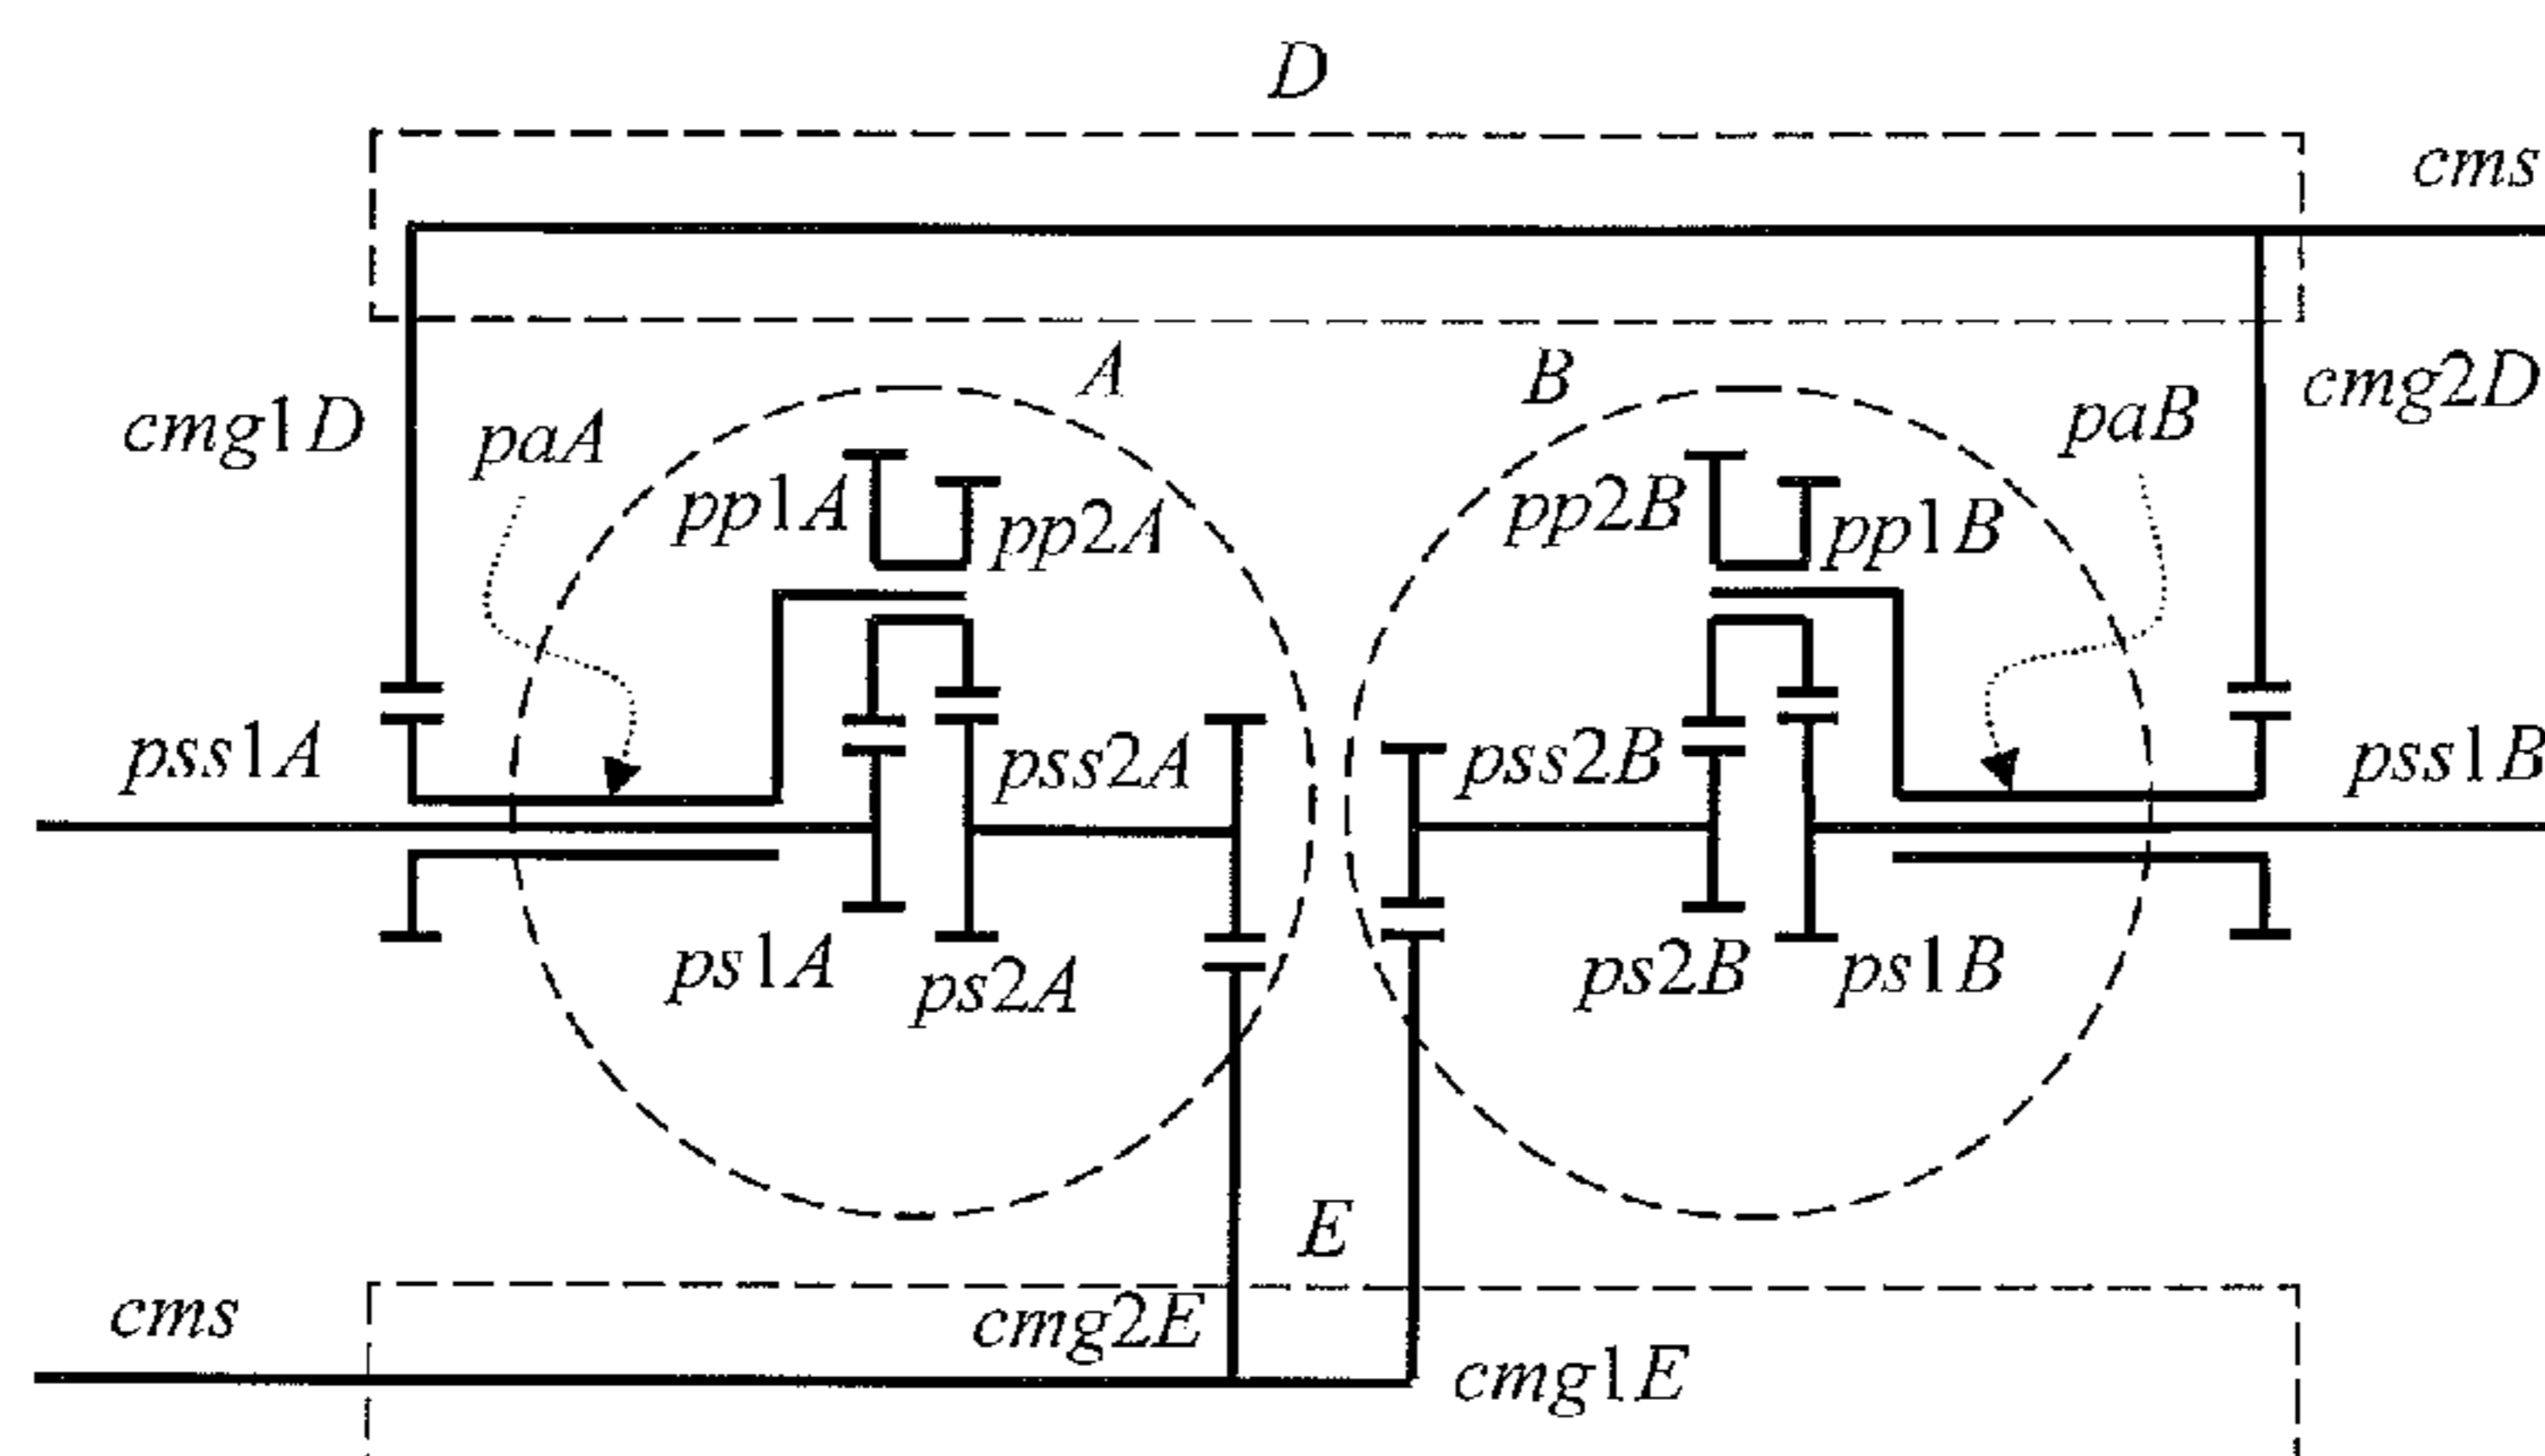 D
cms
A
B
cmg1D
paA
cmg2D
paB
pp1A
pp2A
pp2B
pp1B
pss1A
pss2A
pss2B
pss1B
ps1A
ps2A
ps2B
ps1B
E
cms
cmg2E
cmg1E